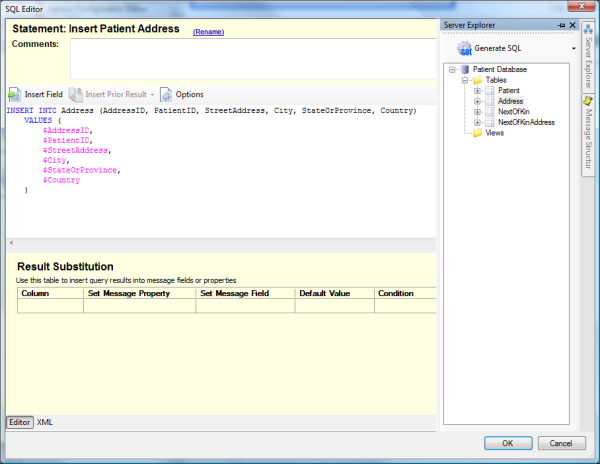 SQL Editor
Statement: Insert Patient Address (Rename)
Comments:
Insert Field Insert Prior Result Options
INSERT INTO Address (AddressID, PatientID, StreetAddress, City, StateOrProvince, Country)
VALUES (
$AddressID,
$PatientID,
$StreetAddress,
$City,
$StateOrProvince,
$Country
)
Result Substitution
Use this table to insert query results into message fields or properties
Column Set Message Property Set Message Field Default Value Condition
Editor XML
Server Explorer
Generate SQL
Patient Database
Tables
Patient
Address
NextOfKin
NextOfKinAddress
Views
Server Explorer
Message Structur
OK Cancel